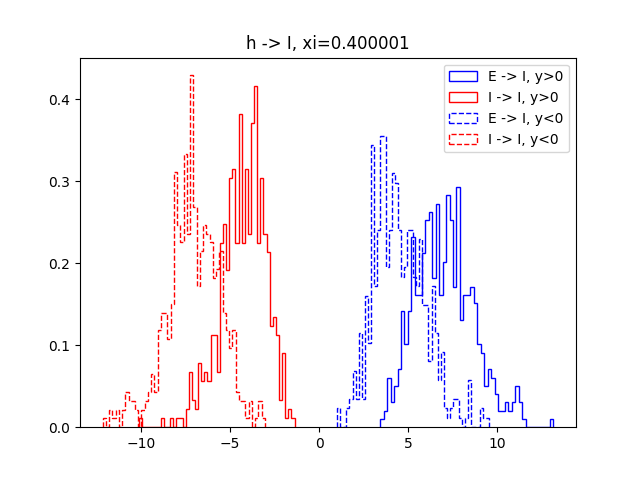 h -> I, xi=0.400001
E -> I, y>0
I -> I, y>0
E -> I, y<0
I -> I, y<0
0.4
0.3
0.2
0.1
0.0
−10 −5 0 5 10